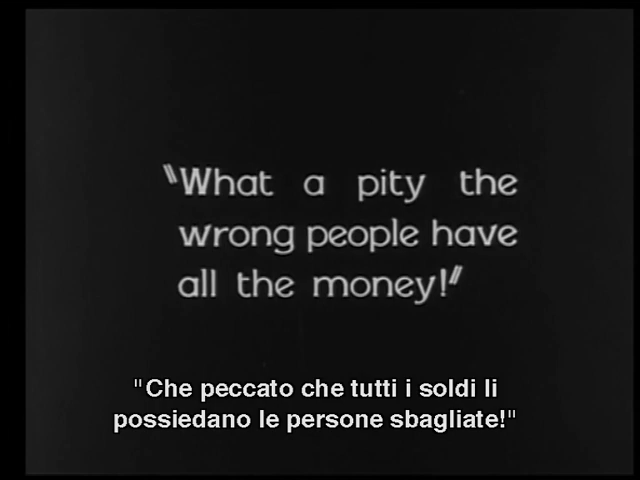 "What a pity the
wrong people have
all the money!"
"Che peccato che tutti i soldi li
possiedano le persone sbagliate!"